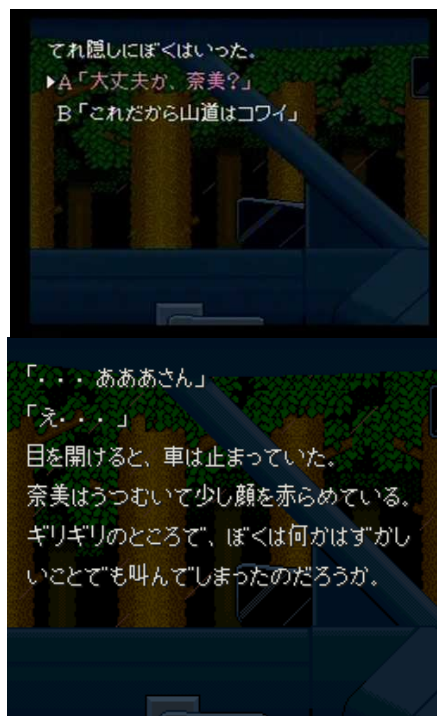 てれ隠しにぼくはいった。
▶A「大丈夫か、奈美?」
B「これだから山道はコワイ」
「・・・あああさん」
「え・・・」
目を開けると、車は止まっていた。
奈美はうつむいて少し顔を赤らめている。
ギリギリのところで、ぼくは何かはずかし
いことでも叫んでしまったのだろうか。